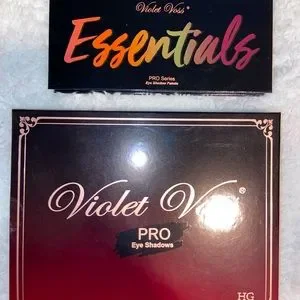 Violet Voss®
Essentials
PRO Series
Eye Shadow Palette
Violet Voss®
PRO
Eye Shadows
HG